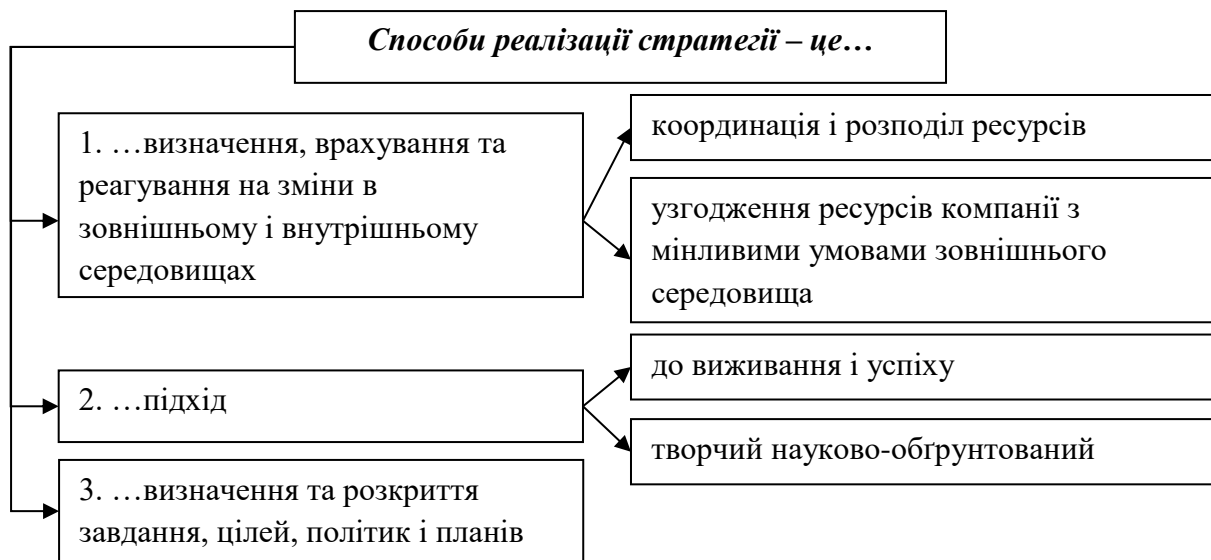 Способи реалізації стратегії – це…
1. …визначення, врахування та
реагування на зміни в
зовнішньому і внутрішньому
середовищах
координація і розподіл ресурсів
узгодження ресурсів компанії з
мінливими умовами зовнішнього
середовища
2. …підхід
до виживання і успіху
творчий науково-обґрунтований
3. …визначення та розкриття
завдання, цілей, політик і планів